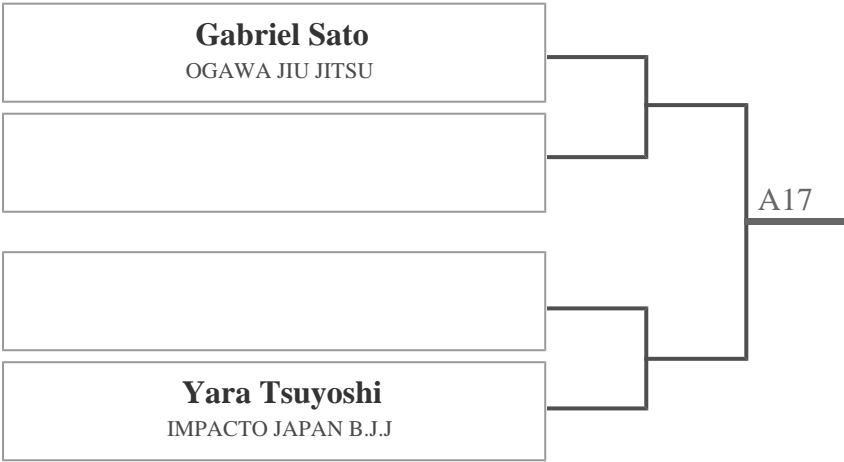 Gabriel Sato
OGAWA JIU JITSU
A17
Yara Tsuyoshi
IMPACTO JAPAN B.J.J